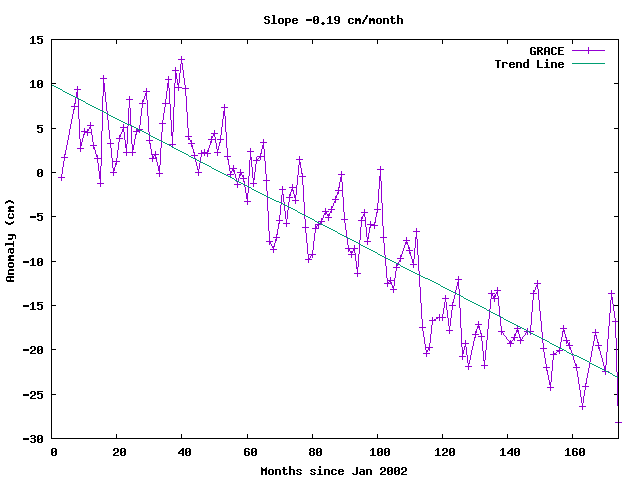 Slope -0.19 cm/month
GRACE
Trend Line
15
10
5
0
-5
-10
-15
-20
-25
-30
Anomaly (cm)
0 20 40 60 80 100 120 140 160
Months since Jan 2002